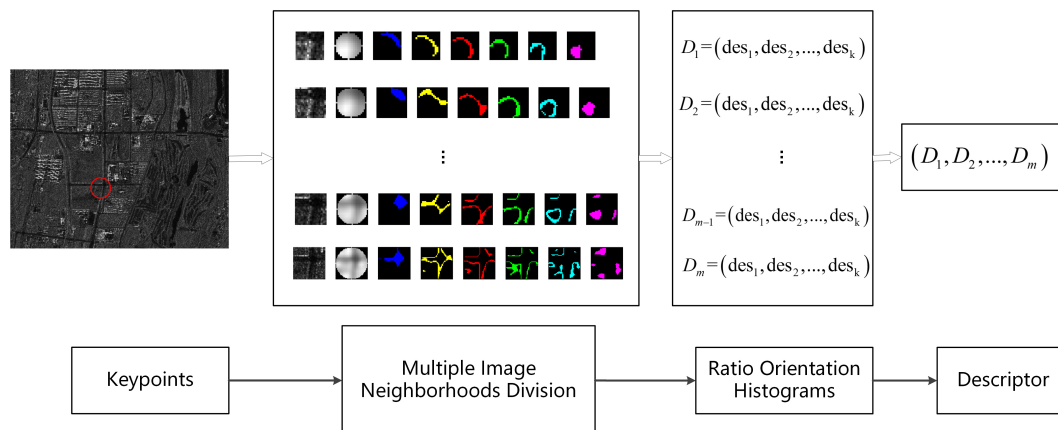 D₁=(des₁,des₂,...,desₖ)
D₂=(des₁,des₂,...,desₖ)
...
...
(D₁,D₂,...,Dₘ)
Dₘ₋₁=(des₁,des₂,...,desₖ)
Dₘ=(des₁,des₂,...,desₖ)
Keypoints
Multiple Image
Neighborhoods Division
Ratio Orientation
Histograms
Descriptor